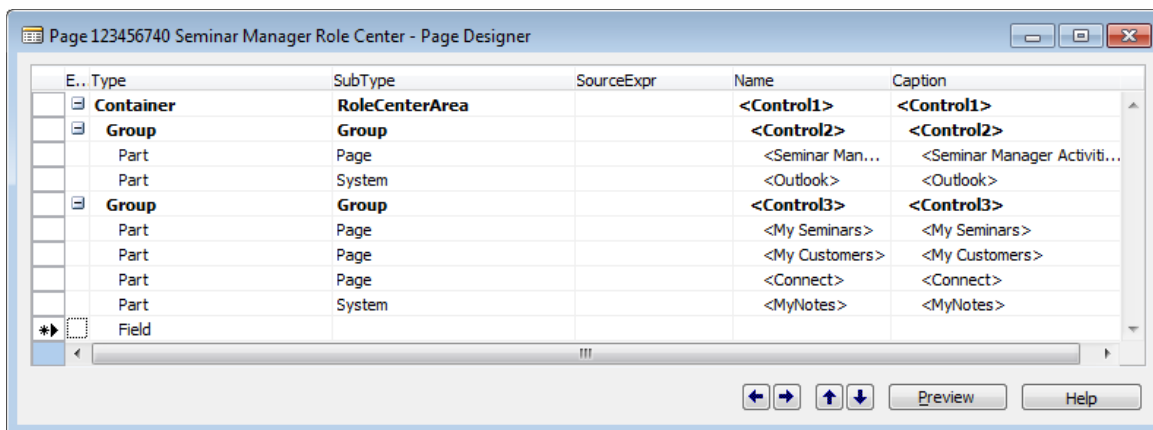 Page 123456740 Seminar Manager Role Center - Page Designer
E.. Type SubType SourceExpr Name Caption
Container RoleCenterArea <Control1> <Control1>
Group Group <Control2> <Control2>
Part Page <Seminar Man... <Seminar Manager Activiti...
Part System <Outlook> <Outlook>
Group Group <Control3> <Control3>
Part Page <My Seminars> <My Seminars>
Part Page <My Customers> <My Customers>
Part Page <Connect> <Connect>
Part System <MyNotes> <MyNotes>
Field
Preview Help